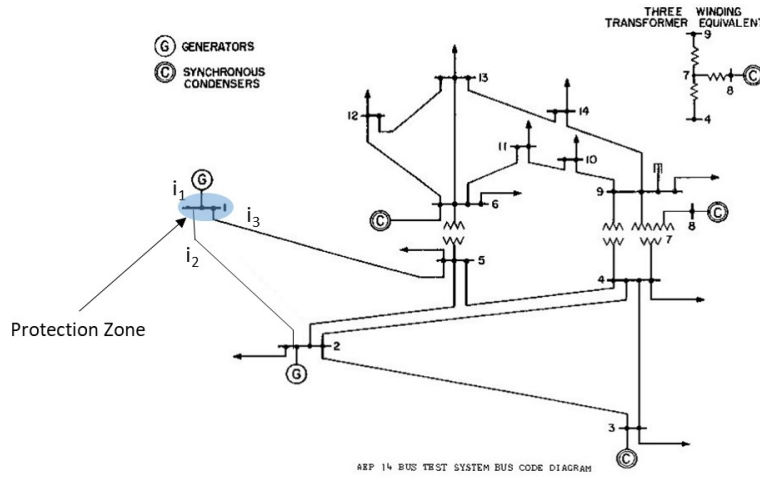 THREE WINDING
TRANSFORMER EQUIVALENT
9
7
C
8
4
G GENERATORS
C SYNCHRONOUS
CONDENSERS
13
14
12
11
10
i1
G
1
i3
9
6
C
C
8
7
i2
5
4
Protection Zone
2
G
3
C
AEP 14 BUS TEST SYSTEM BUS CODE DIAGRAM